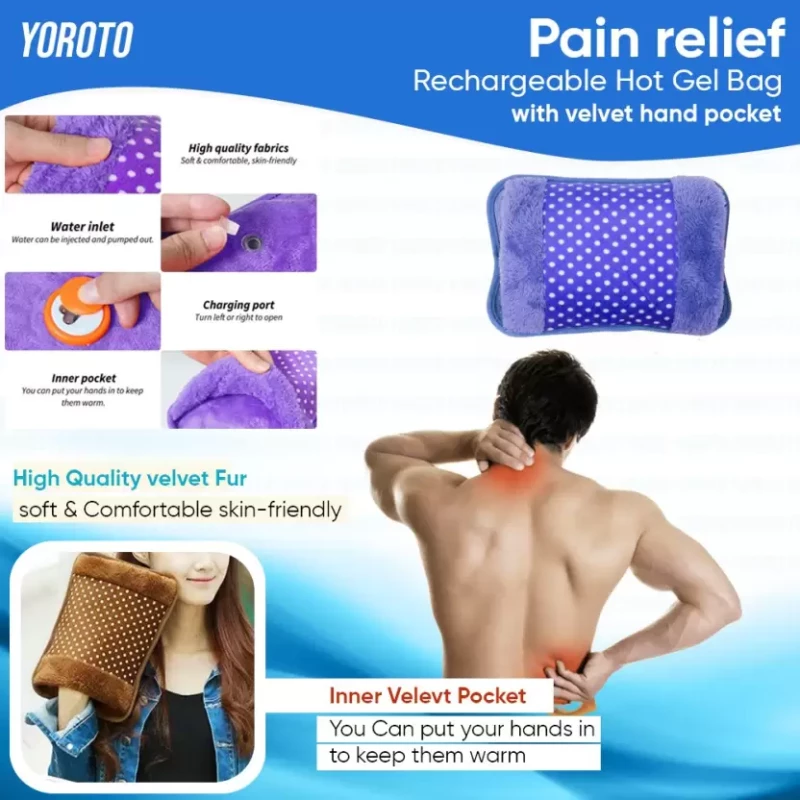 YOROTO
Pain relief
Rechargeable Hot Gel Bag
with velvet hand pocket
High quality fabrics
Soft & comfortable, skin-friendly
Water inlet
Water can be injected and pumped out.
Charging port
Turn left or right to open
Inner pocket
You can put your hands in to keep
them warm.
High Quality velvet Fur
soft & Comfortable skin-friendly
Inner Velevt Pocket
You Can put your hands in
to keep them warm